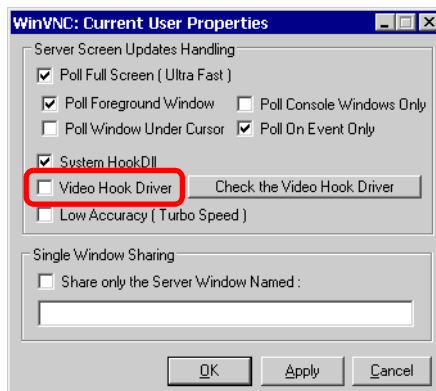 WinVNC: Current User Properties
Server Screen Updates Handling
Poll Full Screen ( Ultra Fast )
Poll Foreground Window Poll Console Windows Only
Poll Window Under Cursor Poll On Event Only
System HookDll
Video Hook Driver Check the Video Hook Driver
Low Accuracy ( Turbo Speed )
Single Window Sharing
Share only the Server Window Named :
OK Apply Cancel